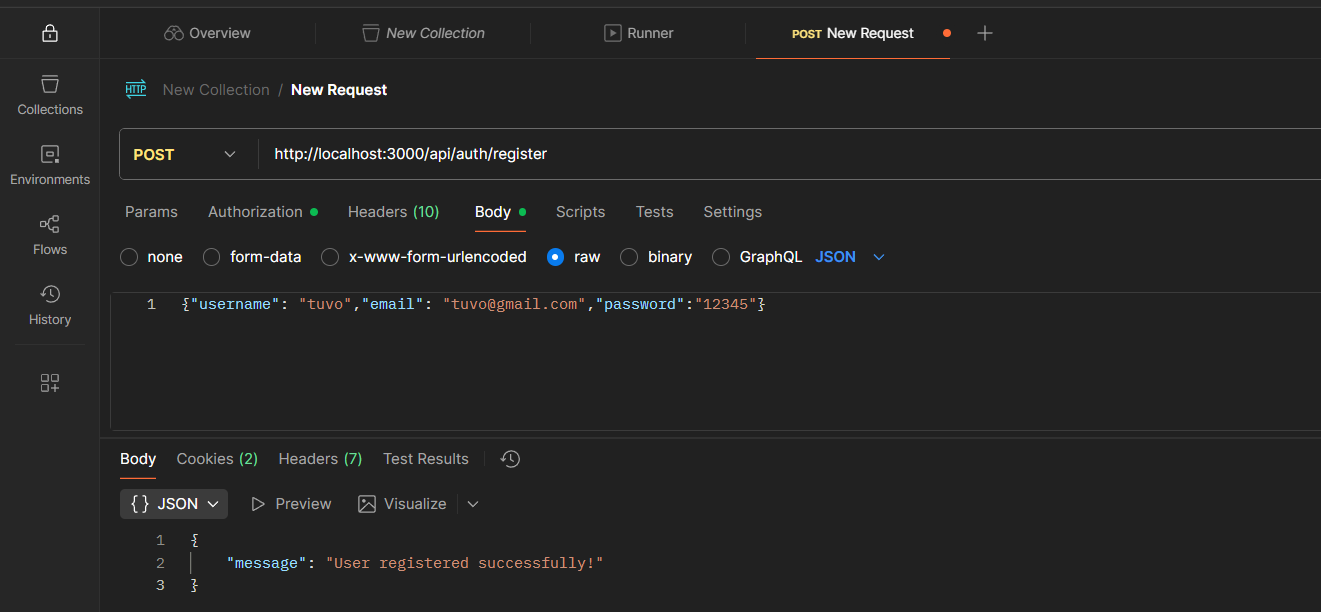 Overview New Collection Runner POST New Request
Collections
Environments
Flows
History
HTTP New Collection / New Request
POST http://localhost:3000/api/auth/register
Params Authorization Headers (10) Body Scripts Tests Settings
none form-data x-www-form-urlencoded raw binary GraphQL JSON
1 {"username": "tuvo","email": "tuvo@gmail.com","password":"12345"}
Body Cookies (2) Headers (7) Test Results
{} JSON Preview Visualize
1 {
2 "message": "User registered successfully!"
3 }